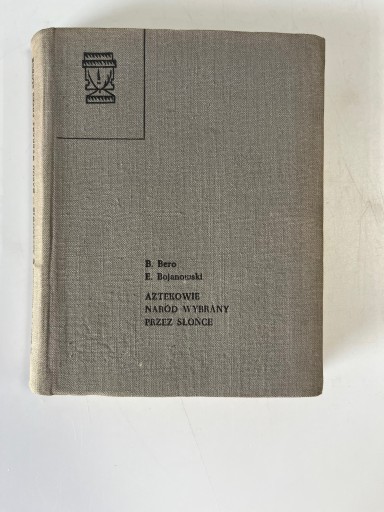 B. Bero
E. Bojanowski
AZTEKOWIE
NARÓD WYBRANY
PRZEZ SŁOŃCE